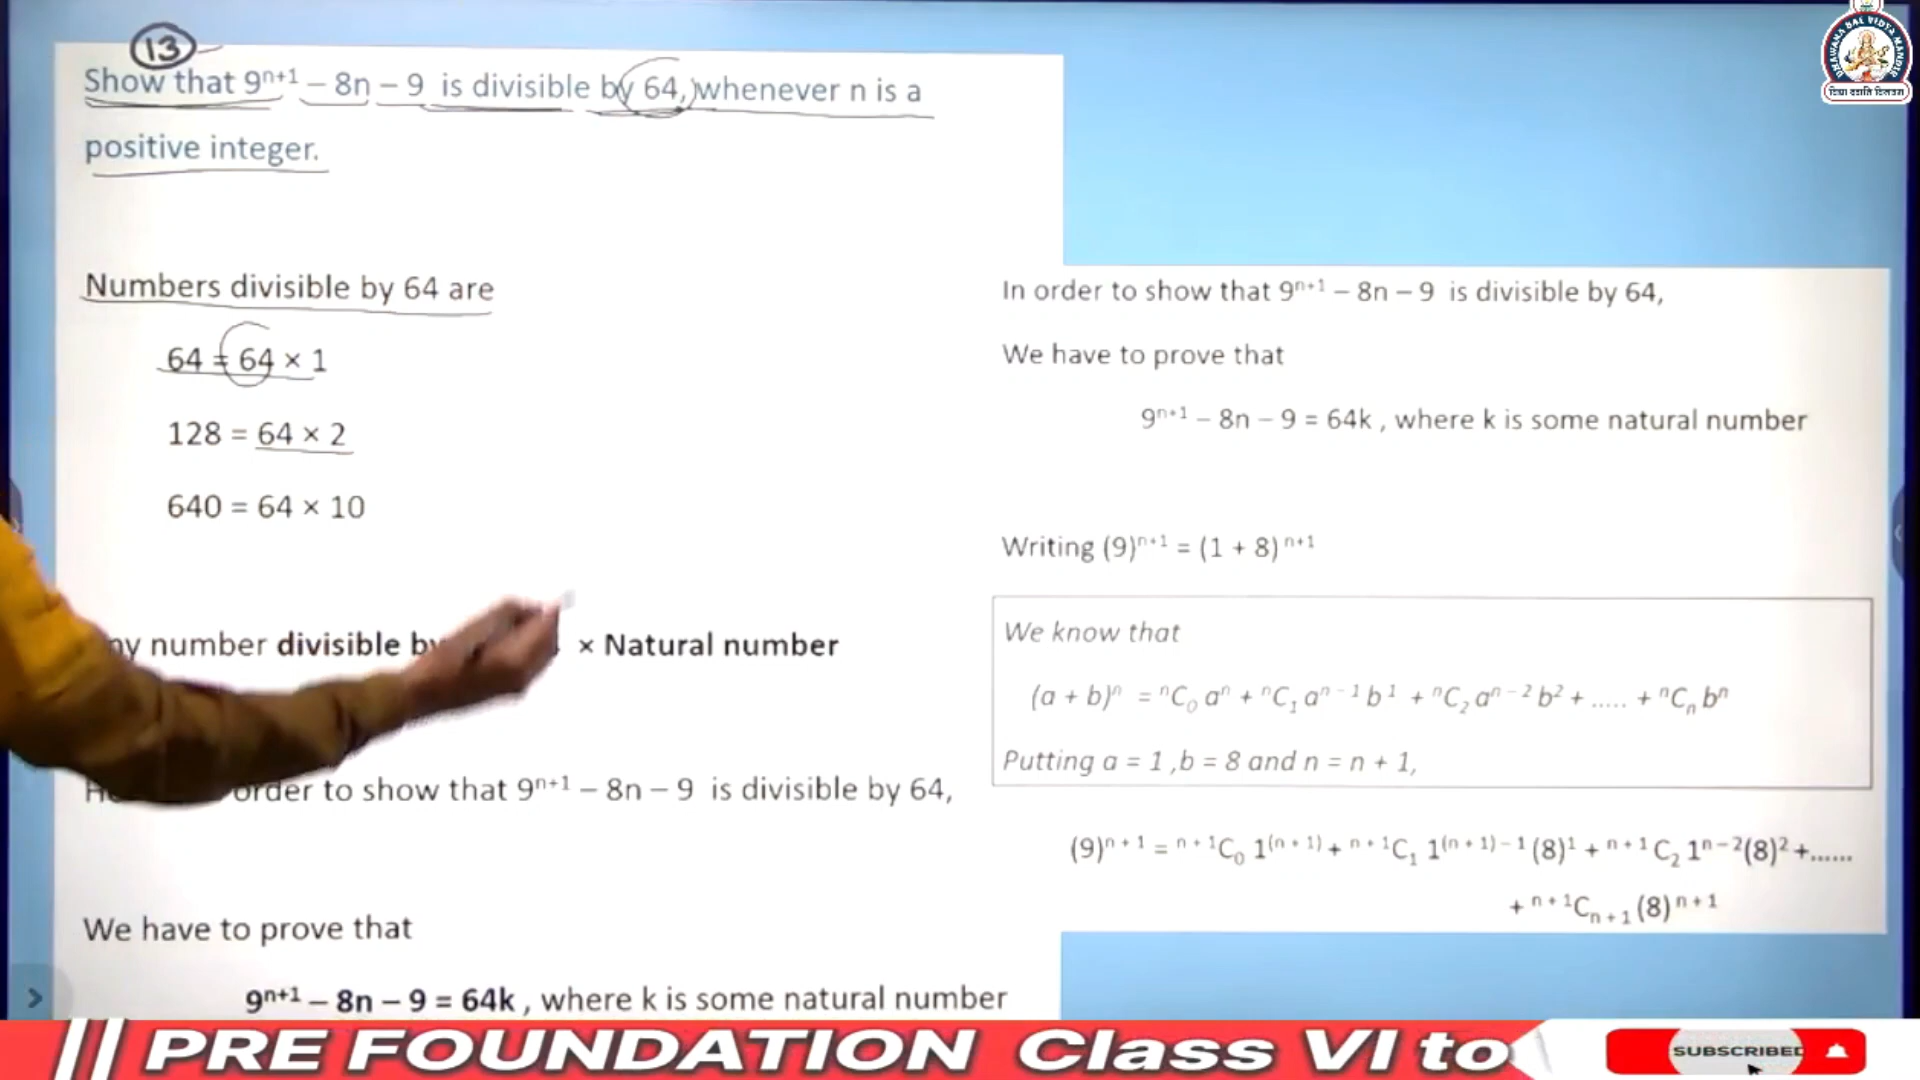 13
Show that 9ⁿ⁺¹ – 8n – 9 is divisible by 64, whenever n is a
positive integer.
Numbers divisible by 64 are
64 = 64 × 1
128 = 64 × 2
640 = 64 × 10
number divisible by × Natural number
order to show that 9ⁿ⁺¹ – 8n – 9 is divisible by 64,
We have to prove that
9ⁿ⁺¹ – 8n – 9 = 64k , where k is some natural number
In order to show that 9ⁿ⁺¹ – 8n – 9 is divisible by 64,
We have to prove that
9ⁿ⁺¹ – 8n – 9 = 64k , where k is some natural number
Writing (9)ⁿ⁺¹ = (1 + 8)ⁿ⁺¹
We know that
(a + b)ⁿ = ⁿC₀ aⁿ + ⁿC₁ aⁿ⁻¹ b¹ + ⁿC₂ aⁿ⁻² b² + ..... + ⁿCₙ bⁿ
Putting a = 1 ,b = 8 and n = n + 1,
(9)ⁿ⁺¹ = ⁿ⁺¹C₀ 1⁽ⁿ⁺¹⁾ + ⁿ⁺¹C₁ 1⁽ⁿ⁺¹⁾⁻¹ (8)¹ + ⁿ⁺¹C₂ 1ⁿ⁻²(8)² +......
+ ⁿ⁺¹Cₙ₊₁ (8)ⁿ⁺¹
|| PRE FOUNDATION Class VI to
SUBSCRIBED